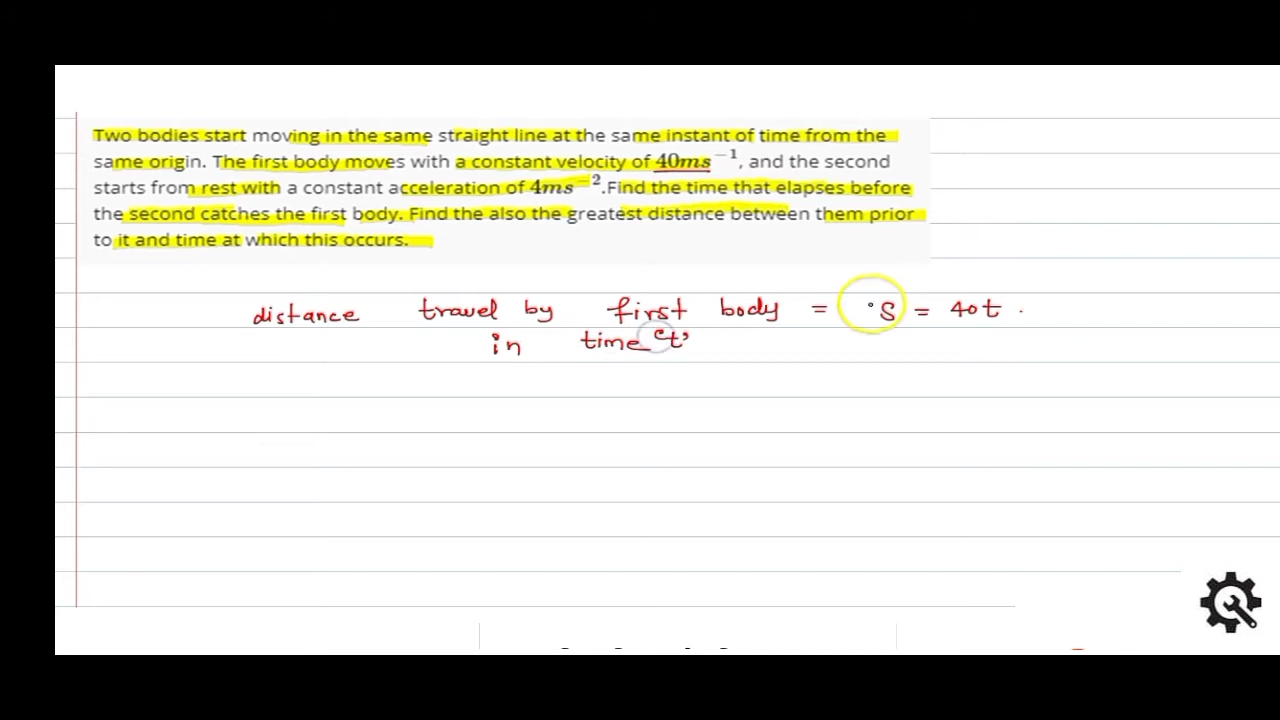 Two bodies start moving in the same straight line at the same instant of time from the
same origin. The first body moves with a constant velocity of 40ms⁻¹, and the second
starts from rest with a constant acceleration of 4ms⁻².Find the time that elapses before
the second catches the first body. Find the also the greatest distance between them prior
to it and time at which this occurs.
distance travel by first body = S = 40t .
in time 't'